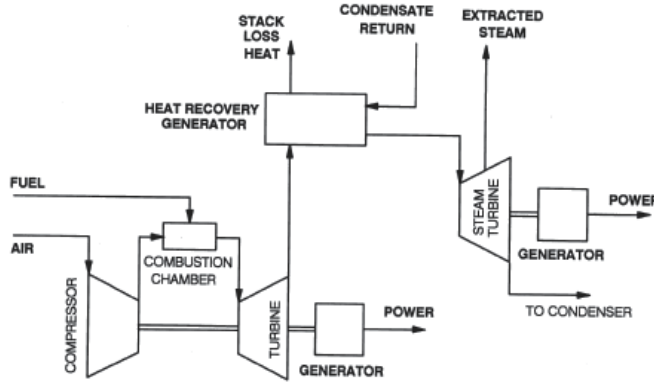 STACK
LOSS
HEAT
CONDENSATE
RETURN
EXTRACTED
STEAM
HEAT RECOVERY
GENERATOR
FUEL
AIR
COMBUSTION
CHAMBER
COMPRESSOR
TURBINE
POWER
GENERATOR
STEAM
TURBINE
POWER
GENERATOR
TO CONDENSER